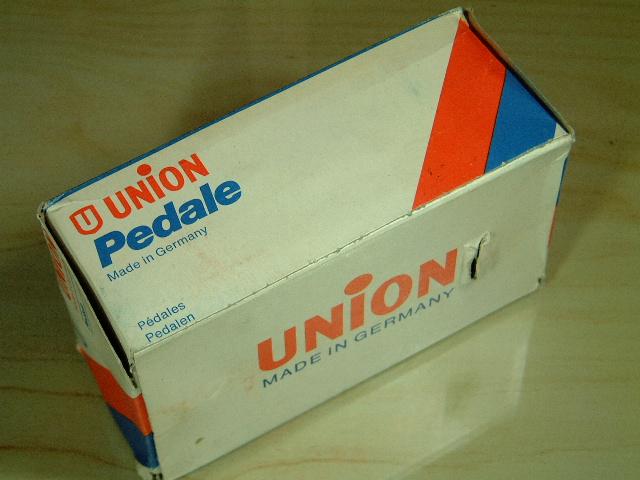 U UNiON
Pedale
Made in Germany
Pédales
Pedalen
UNiON
MADE IN GERMANY